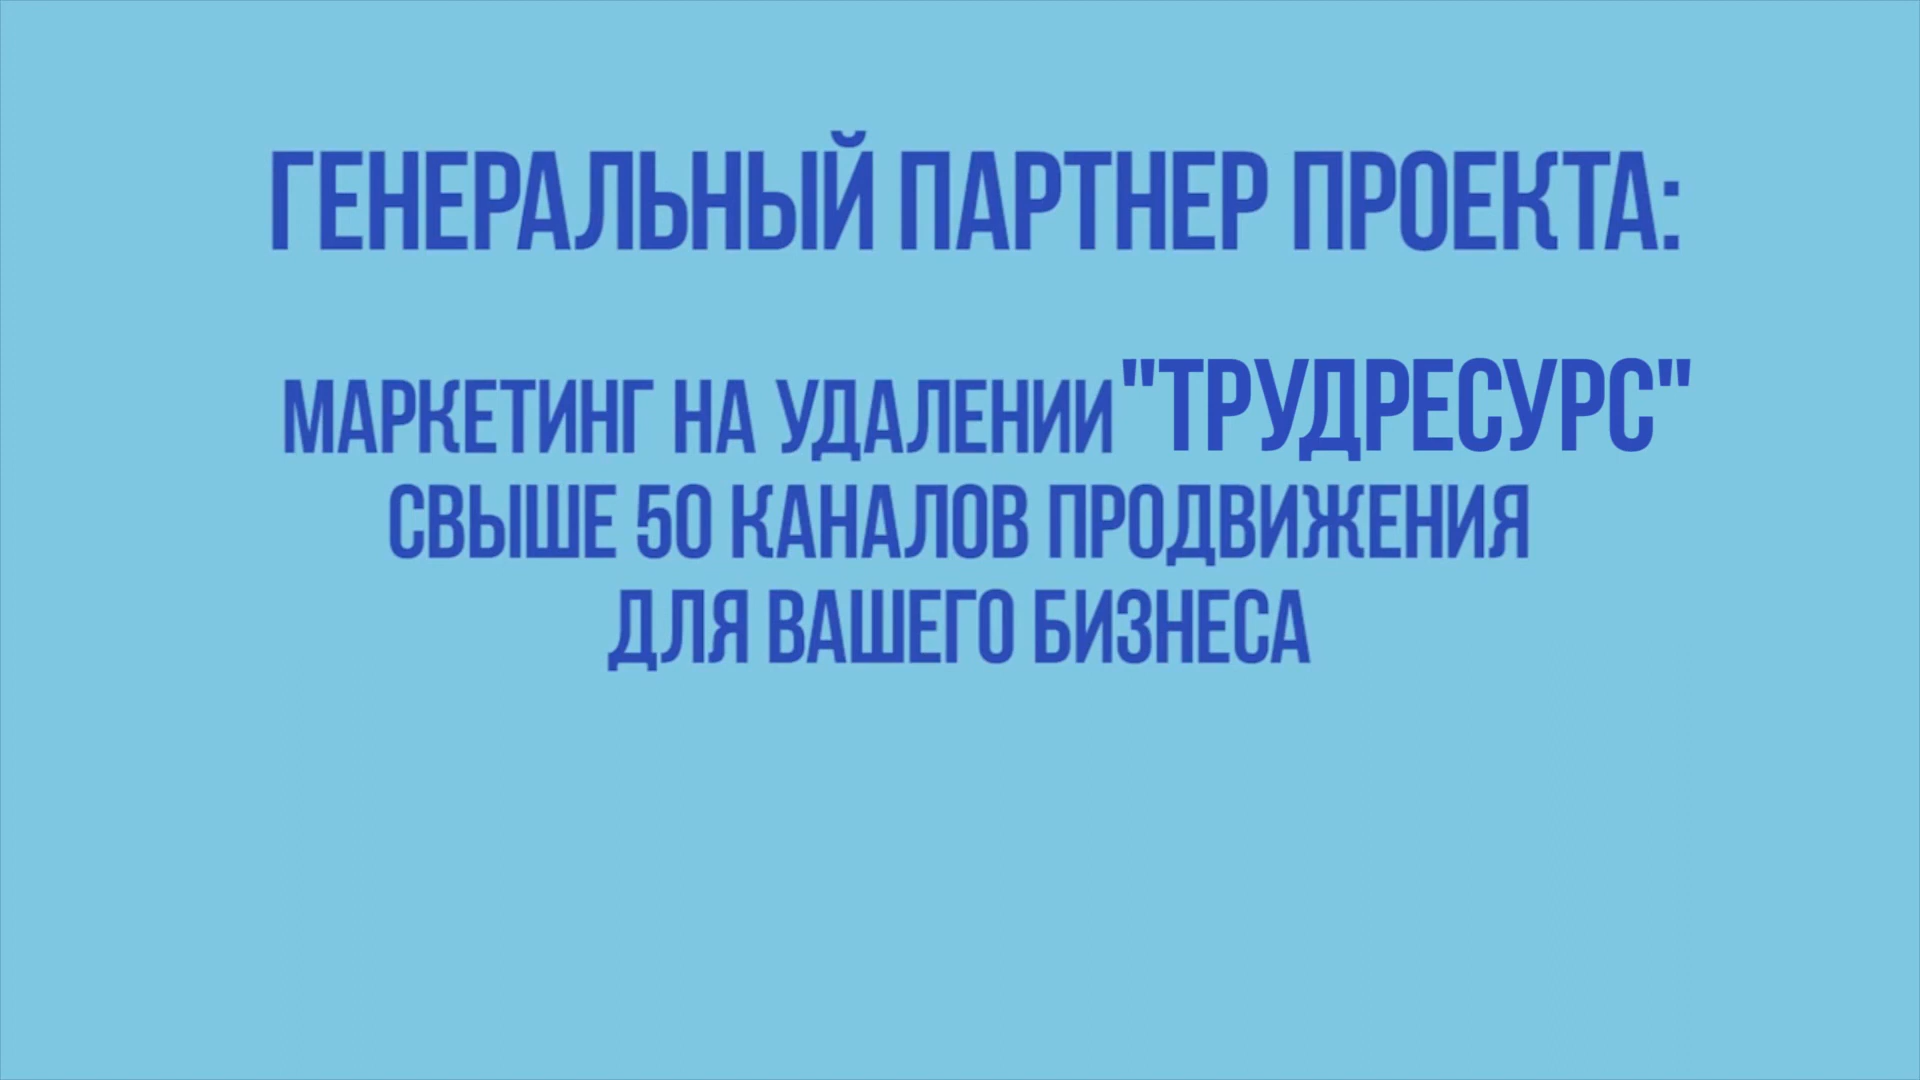 ГЕНЕРАЛЬНЫЙ ПАРТНЕР ПРОЕКТА:
МАРКЕТИНГ НА УДАЛЕНИИ "ТРУДРЕСУРС"
СВЫШЕ 50 КАНАЛОВ ПРОДВИЖЕНИЯ
ДЛЯ ВАШЕГО БИЗНЕСА